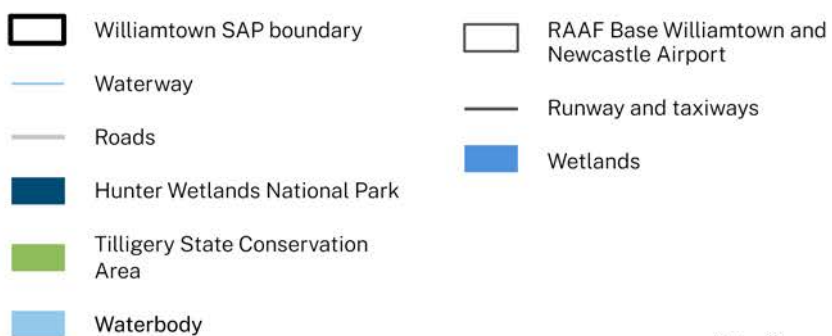 Williamtown SAP boundary
Waterway
Roads
Hunter Wetlands National Park
Tilligery State Conservation
Area
Waterbody
RAAF Base Williamtown and
Newcastle Airport
Runway and taxiways
Wetlands